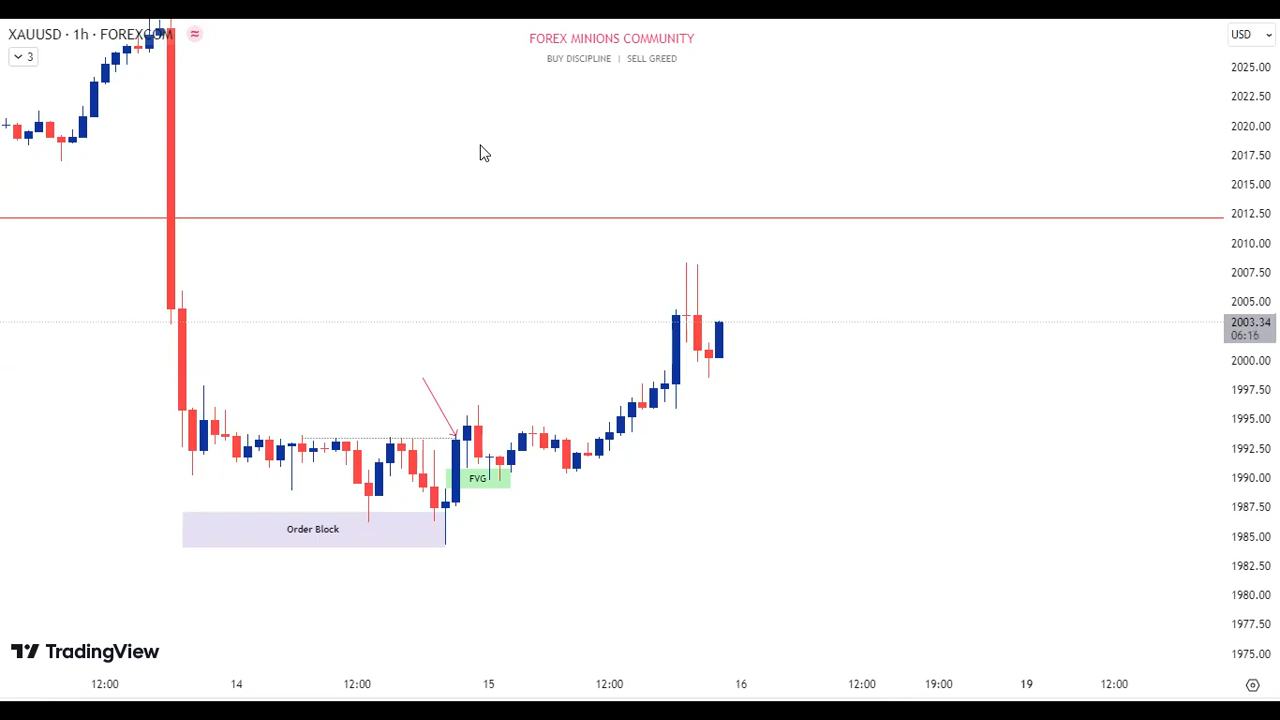 XAUUSD · 1h · FOREXCOM
3
FOREX MINIONS COMMUNITY
BUY DISCIPLINE | SELL GREED
USD
2025.00
2022.50
2020.00
2017.50
2015.00
2012.50
2010.00
2007.50
2005.00
2003.34
06:16
2000.00
1997.50
1995.00
1992.50
1990.00
1987.50
1985.00
1982.50
1980.00
1977.50
1975.00
FVG
Order Block
TradingView
12:00 14 12:00 15 12:00 16 12:00 19:00 19 12:00